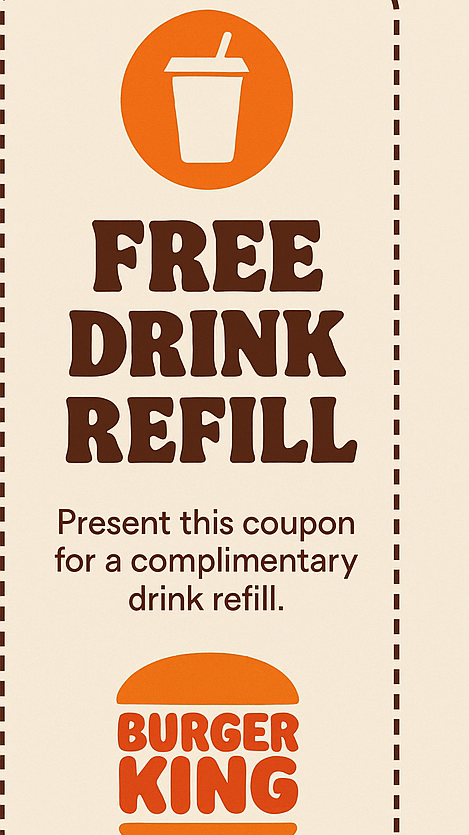 FREE
DRINK
REFILL
Present this coupon
for a complimentary
drink refill.
BURGER
KING